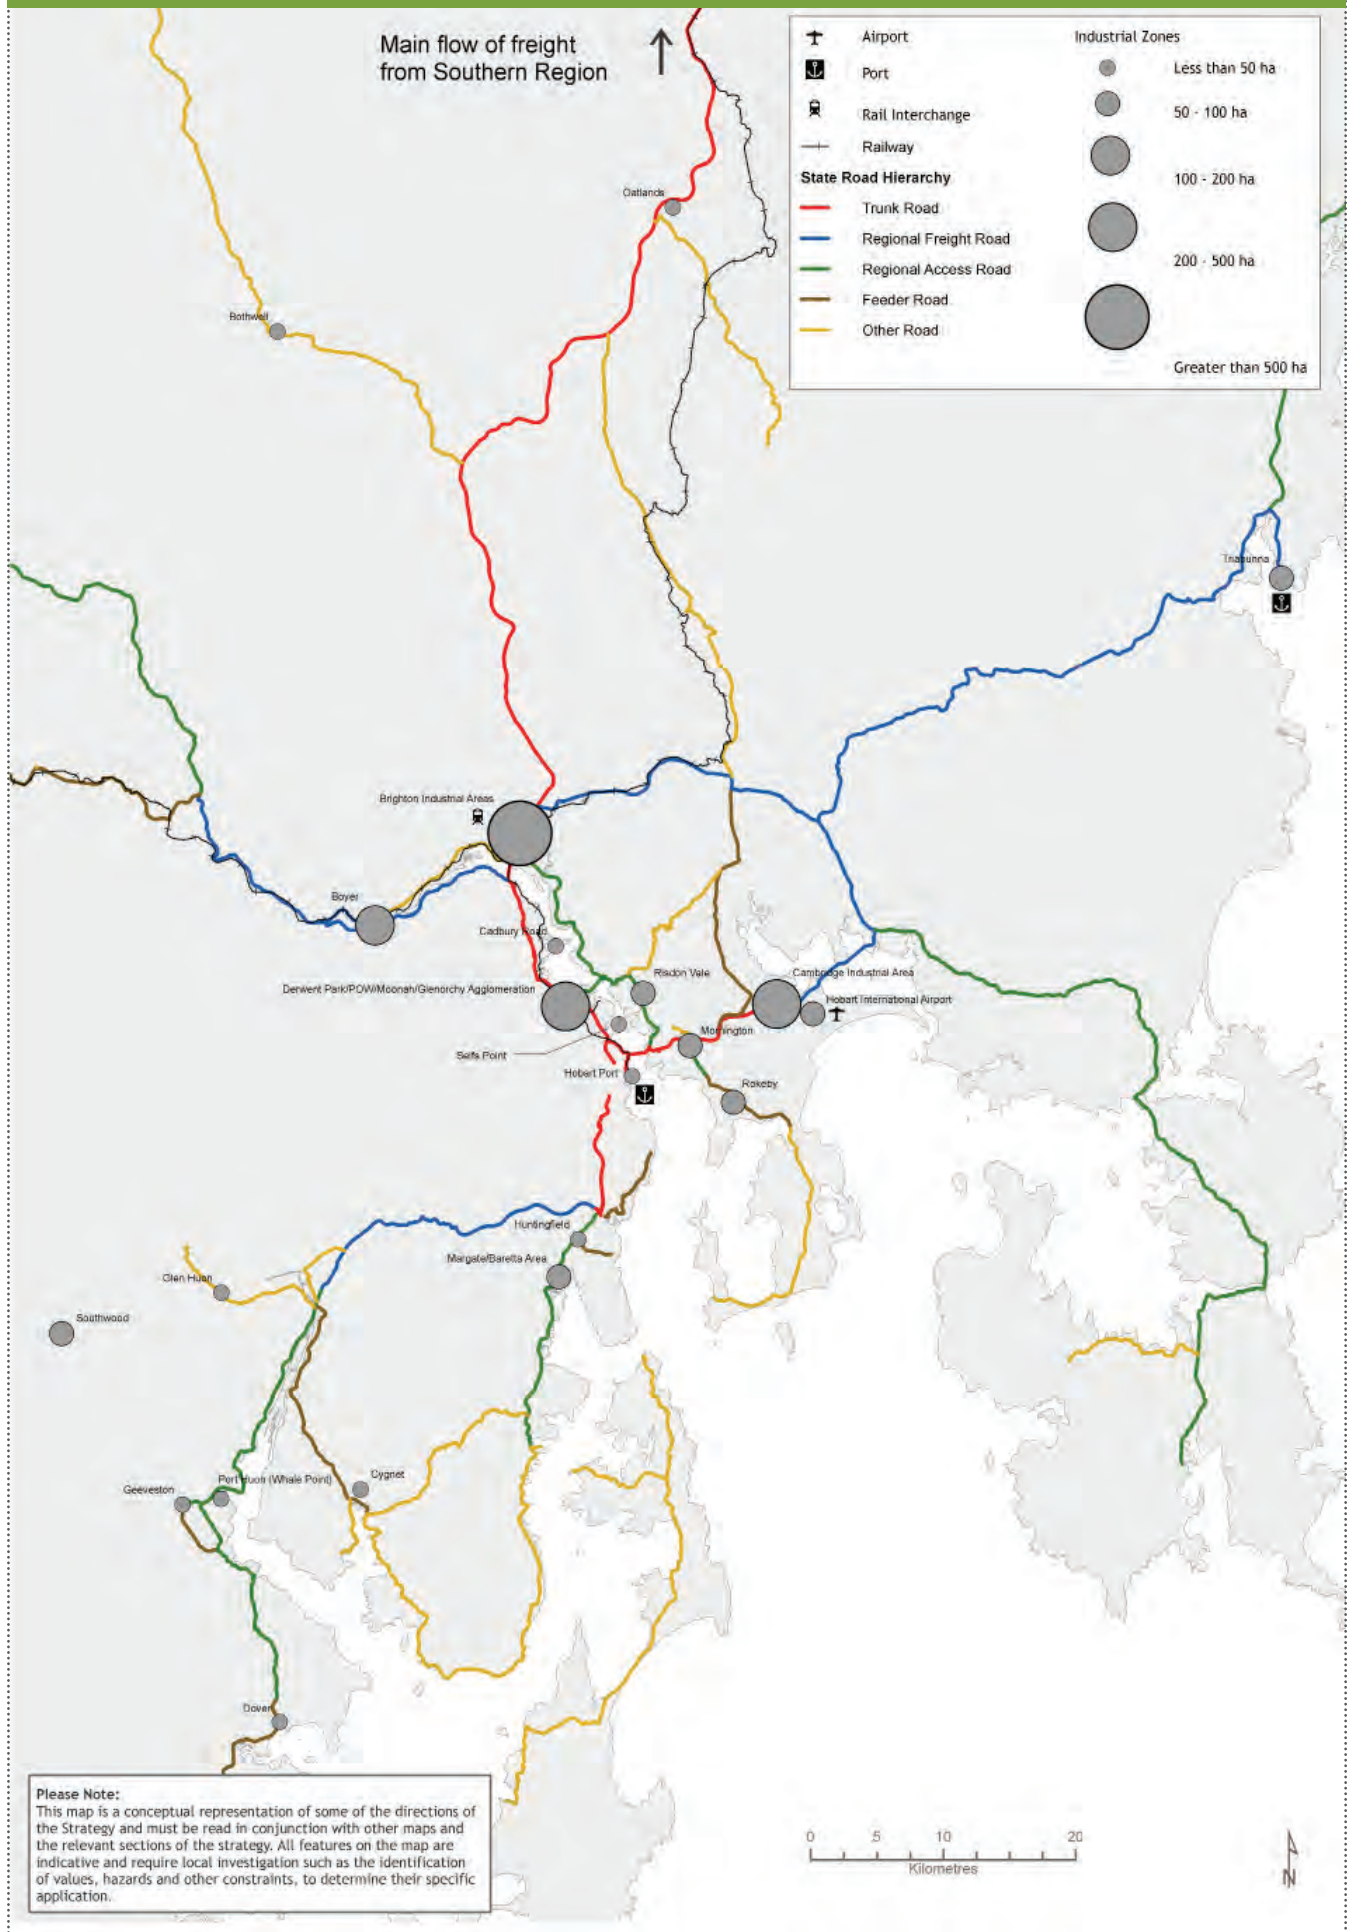 Main flow of freight
from Southern Region
Airport
Port
Rail Interchange
Railway
State Road Hierarchy
Trunk Road
Regional Freight Road
Regional Access Road
Feeder Road
Other Road
Industrial Zones
Less than 50 ha
50 - 100 ha
100 - 200 ha
200 - 500 ha
Greater than 500 ha
Oatlands
Bothwell
Triabunna
Brighton Industrial Areas
Boyer
Cadbury Road
Derwent Park/POW/Moonah/Glenorchy Agglomeration
Risdon Vale
Cambridge Industrial Area
Hobart International Airport
Mornington
Selfs Point
Hobart Port
Rokeby
Huntingfield
Margate/Baretta Area
Glen Huon
Southwood
Port Huon (Whale Point)
Cygnet
Geeveston
Dover
Please Note:
This map is a conceptual representation of some of the directions of
the Strategy and must be read in conjunction with other maps and
the relevant sections of the strategy. All features on the map are
indicative and require local investigation such as the identification
of values, hazards and other constraints, to determine their specific
application.
0 5 10 20
Kilometres
N